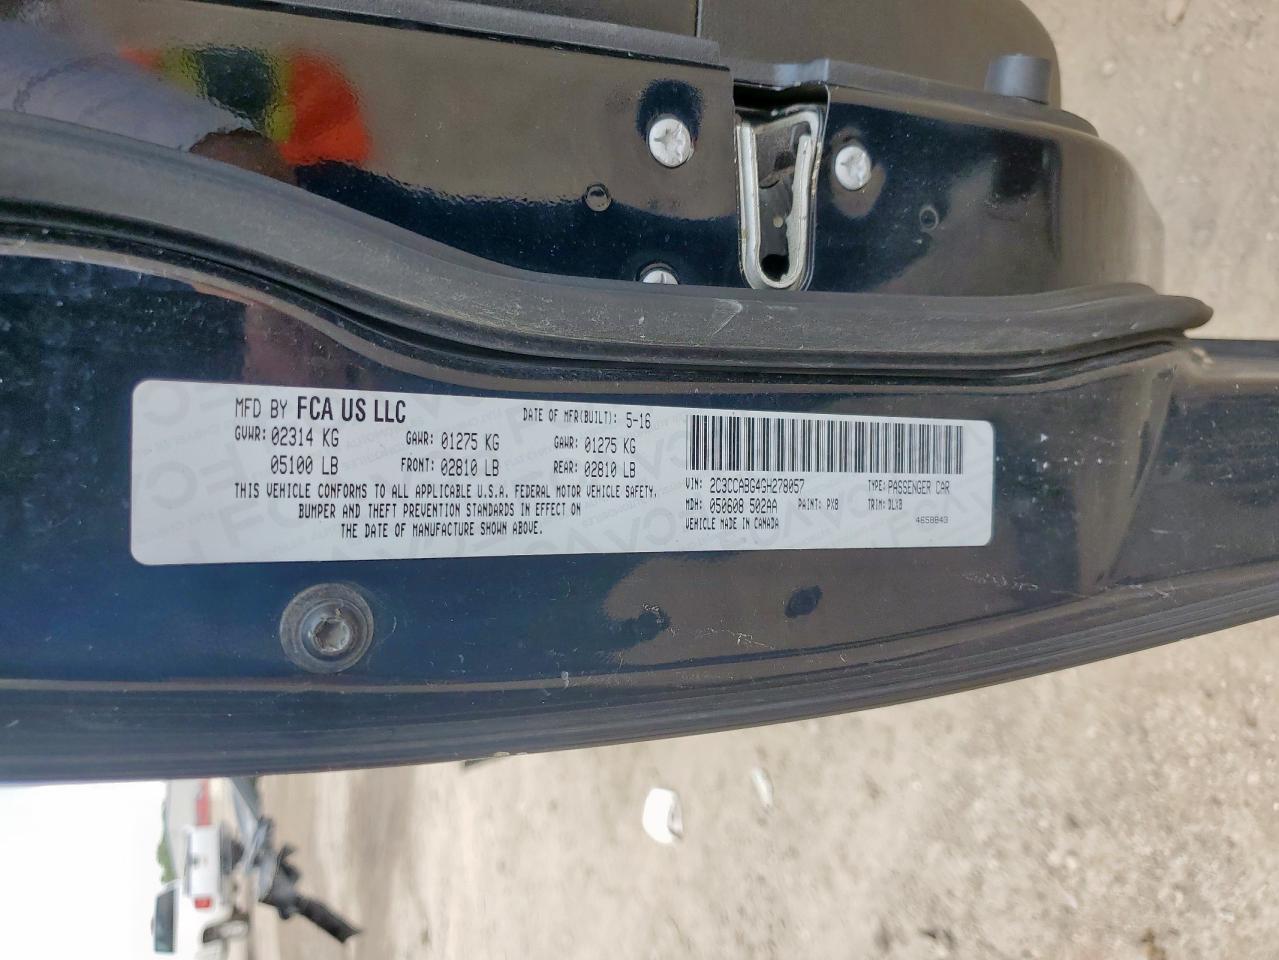 MFD BY FCA US LLC DATE OF MFR(BUILT): 5-16
GVWR: 02314 KG GAWR: 01275 KG GAWR: 01275 KG
05100 LB FRONT: 02810 LB REAR: 02810 LB
THIS VEHICLE CONFORMS TO ALL APPLICABLE U.S.A. FEDERAL MOTOR VEHICLE SAFETY.
BUMPER AND THEFT PREVENTION STANDARDS IN EFFECT ON
THE DATE OF MANUFACTURE SHOWN ABOVE.
VIN: 2C3CCABG4GH278057 TYPE: PASSENGER CAR
MDH: 050608 502AA PAINT: PX8 TRIM: DLX8
VEHICLE MADE IN CANADA 4658843